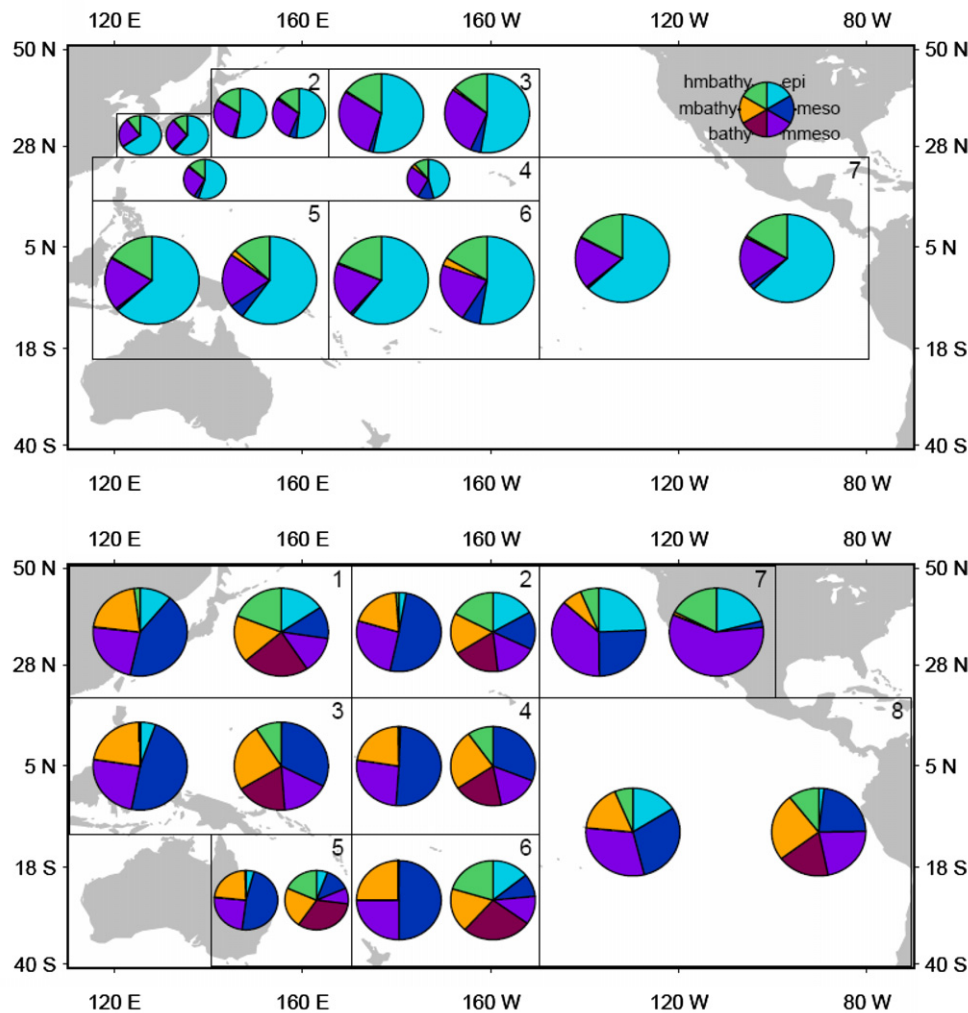 120 E 160 E 160 W 120 W 80 W
50 N 50 N
2 3
hmbathy epi
mbathy meso
bathy mmeso
28 N 28 N
4 7
5 6
5 N 5 N
18 S 18 S
40 S 40 S
120 E 160 E 160 W 120 W 80 W
120 E 160 E 160 W 120 W 80 W
50 N 50 N
1 2 7
28 N 28 N
3 4 8
5 N 5 N
5 6
18 S 18 S
40 S 40 S
120 E 160 E 160 W 120 W 80 W